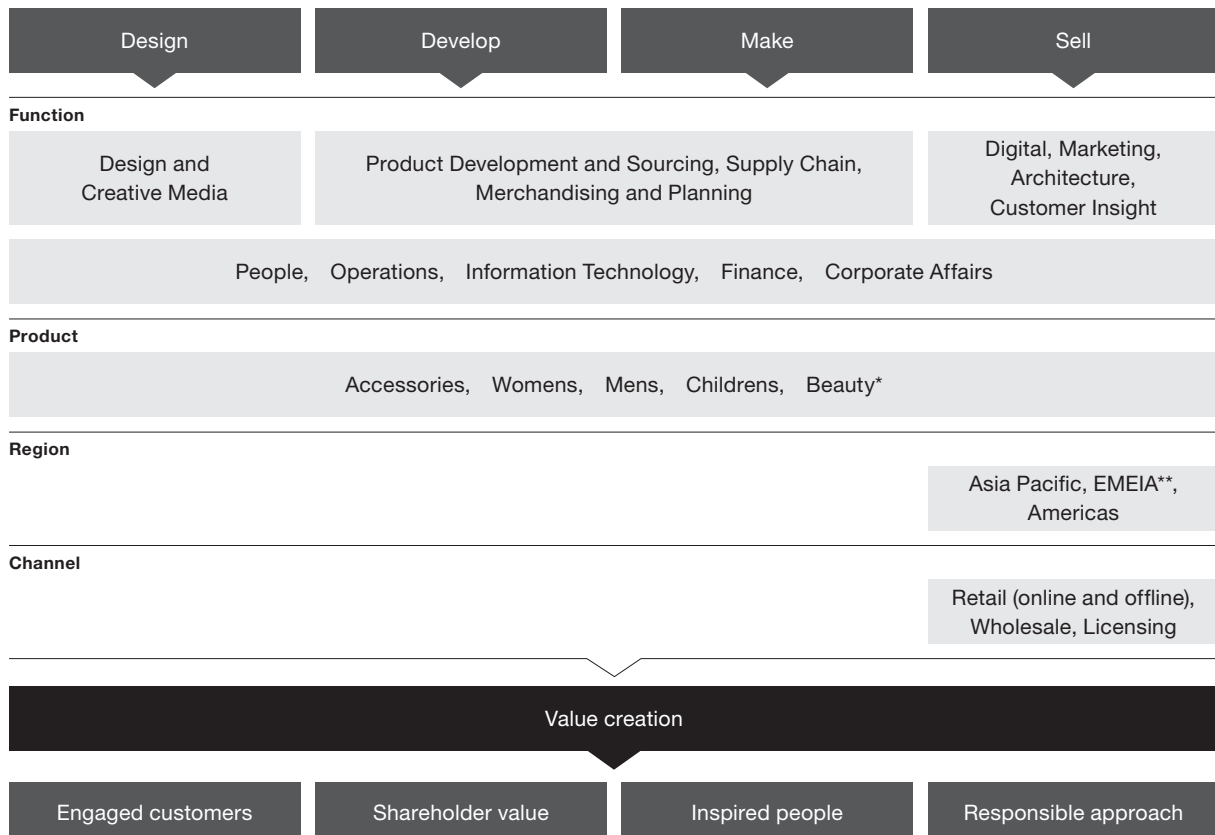 Design
Develop
Make
Sell
Function
Design and
Creative Media
Product Development and Sourcing, Supply Chain,
Merchandising and Planning
Digital, Marketing,
Architecture,
Customer Insight
People, Operations, Information Technology, Finance, Corporate Affairs
Product
Accessories, Womens, Mens, Childrens, Beauty*
Region
Asia Pacific, EMEIA**,
Americas
Channel
Retail (online and offline),
Wholesale, Licensing
Value creation
Engaged customers
Shareholder value
Inspired people
Responsible approach